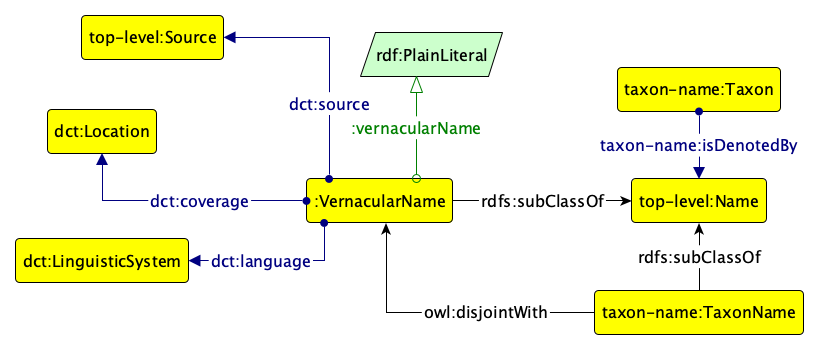 top-level:Source
rdf:PlainLiteral
taxon-name:Taxon
dct:source
dct:Location
:vernacularName
taxon-name:isDenotedBy
dct:coverage
:VernacularName
rdfs:subClassOf
top-level:Name
dct:LinguisticSystem
dct:language
rdfs:subClassOf
owl:disjointWith
taxon-name:TaxonName